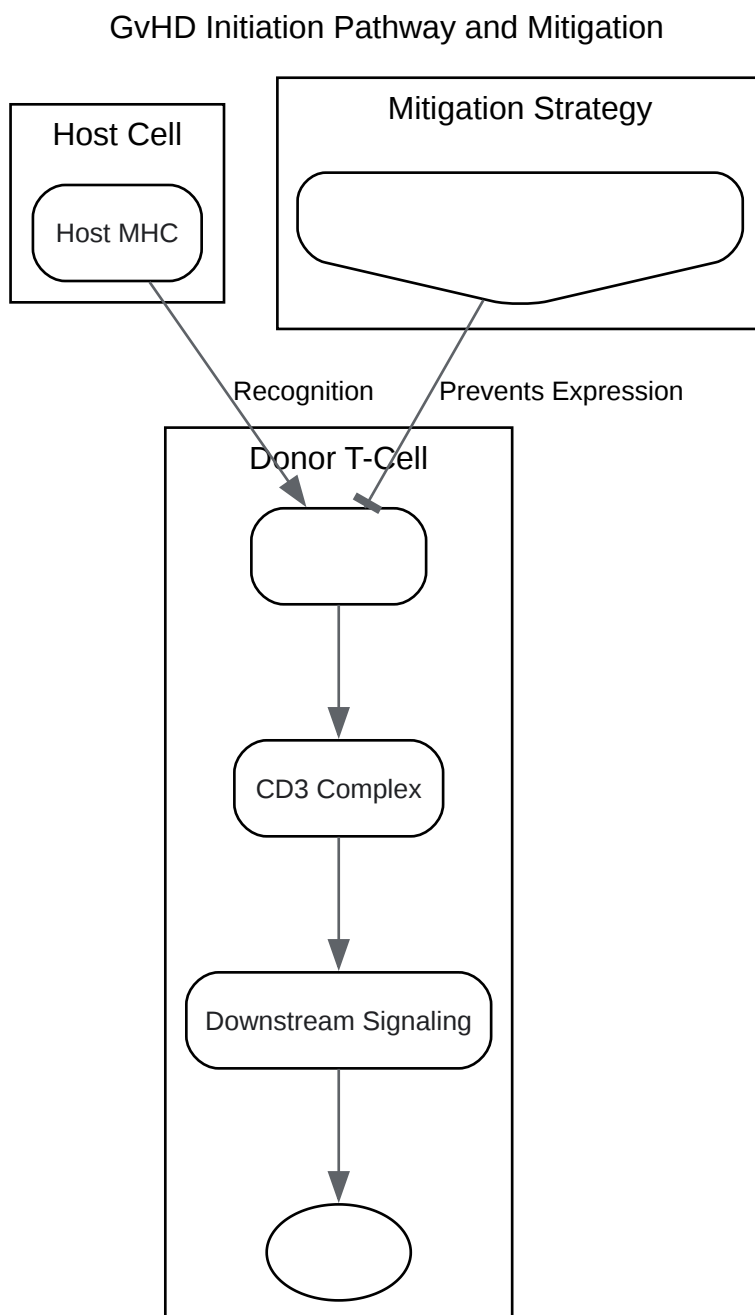 GvHD Initiation Pathway and Mitigation
Host Cell
Mitigation Strategy
Host MHC
Recognition
Prevents Expression
Donor T-Cell
CD3 Complex
Downstream Signaling